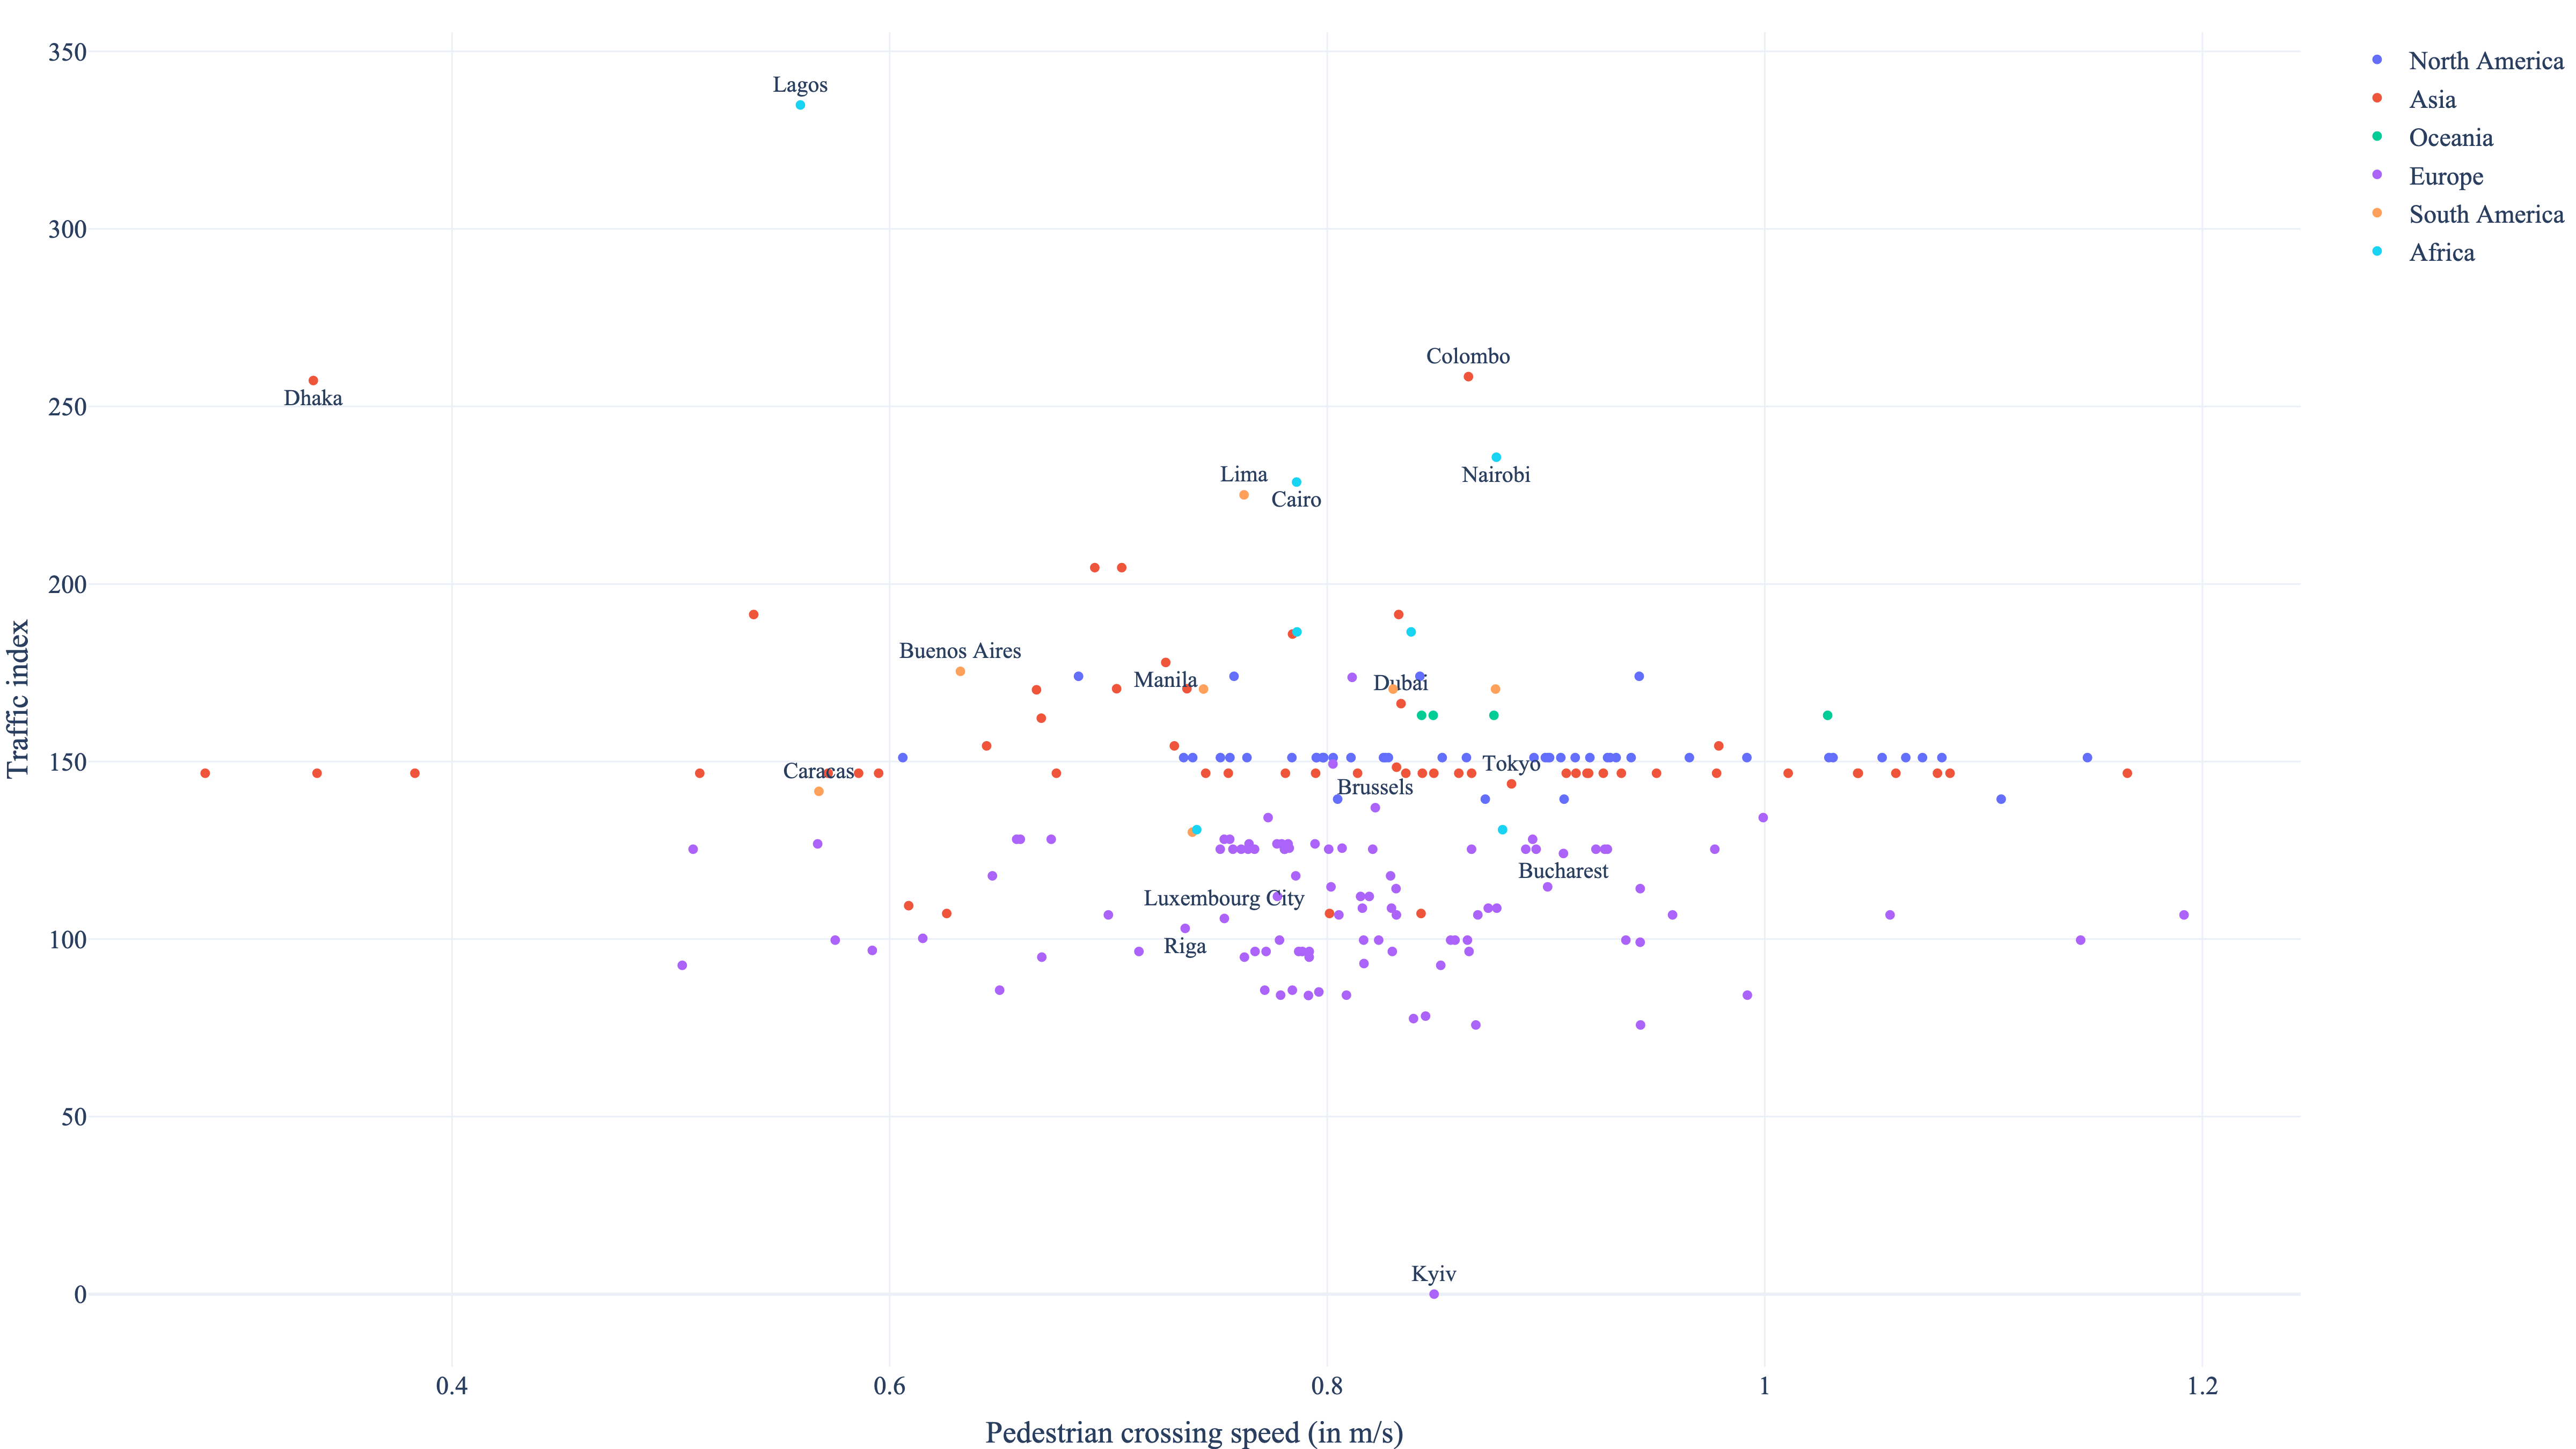 350
300
250
200
150
100
50
0
Traffic index
Lagos
Colombo
Dhaka
Lima
Nairobi
Cairo
Buenos Aires
Manila
Dubai
Tokyo
Caracas
Brussels
Bucharest
Luxembourg City
Riga
Kyiv
0.4
0.6
0.8
1
1.2
Pedestrian crossing speed (in m/s)
North America
Asia
Oceania
Europe
South America
Africa